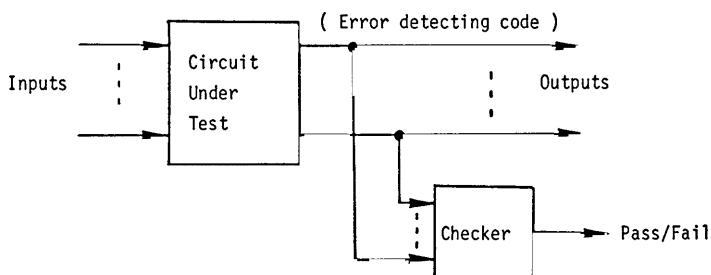 ( Error detecting code )
Inputs
Circuit
Under
Test
Outputs
Checker
Pass/Fail